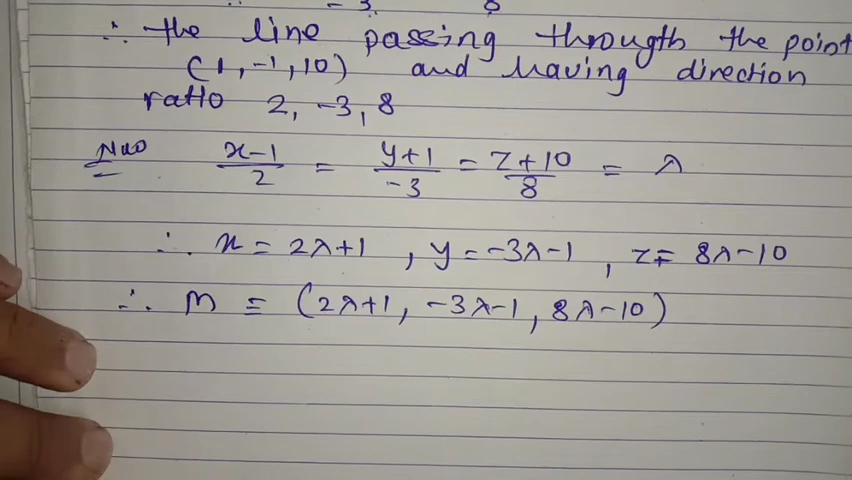 ∴ the line passing throughth the point
(1, -1, 10) and having direction
ratio 2, -3, 8
Now x-1/2 = y+1/-3 = z+10/8 = λ
∴ x = 2λ+1, y = -3λ-1, z = 8λ-10
∴ M ≡ (2λ+1, -3λ-1, 8λ-10)